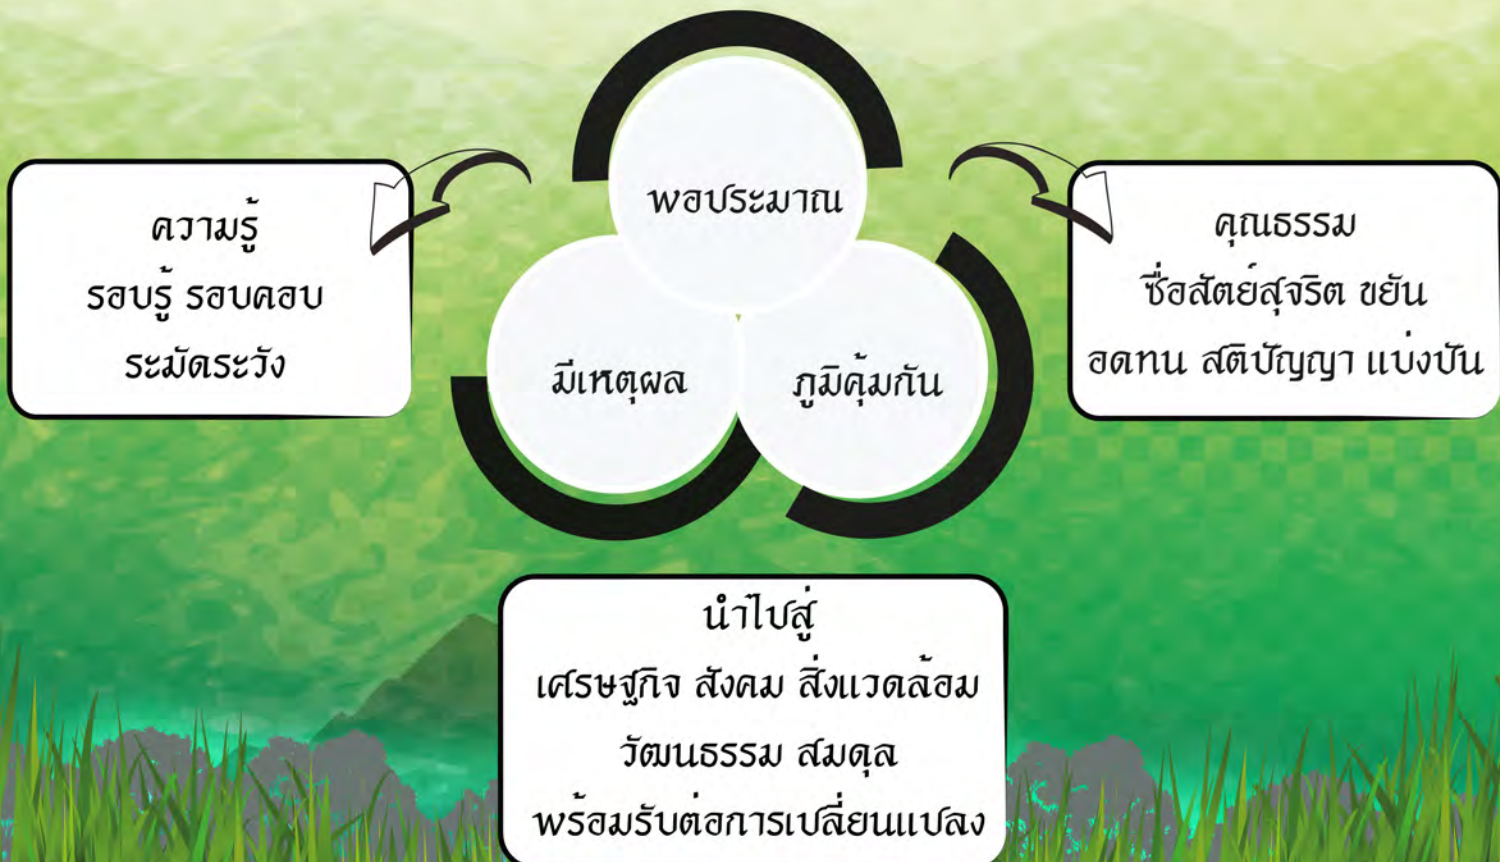 พอประมาณ
มีเหตุผล
ภูมิคุ้มกัน
ความรู้
รอบรู้ รอบคอบ
ระมัดระวัง
คุณธรรม
ซื่อสัตย์สุจริต ขยัน
อดทน สติปัญญา แบ่งปัน
นำไปสู่
เศรษฐกิจ สังคม สิ่งแวดล้อม
วัฒนธรรม สมดุล
พร้อมรับต่อการเปลี่ยนแปลง